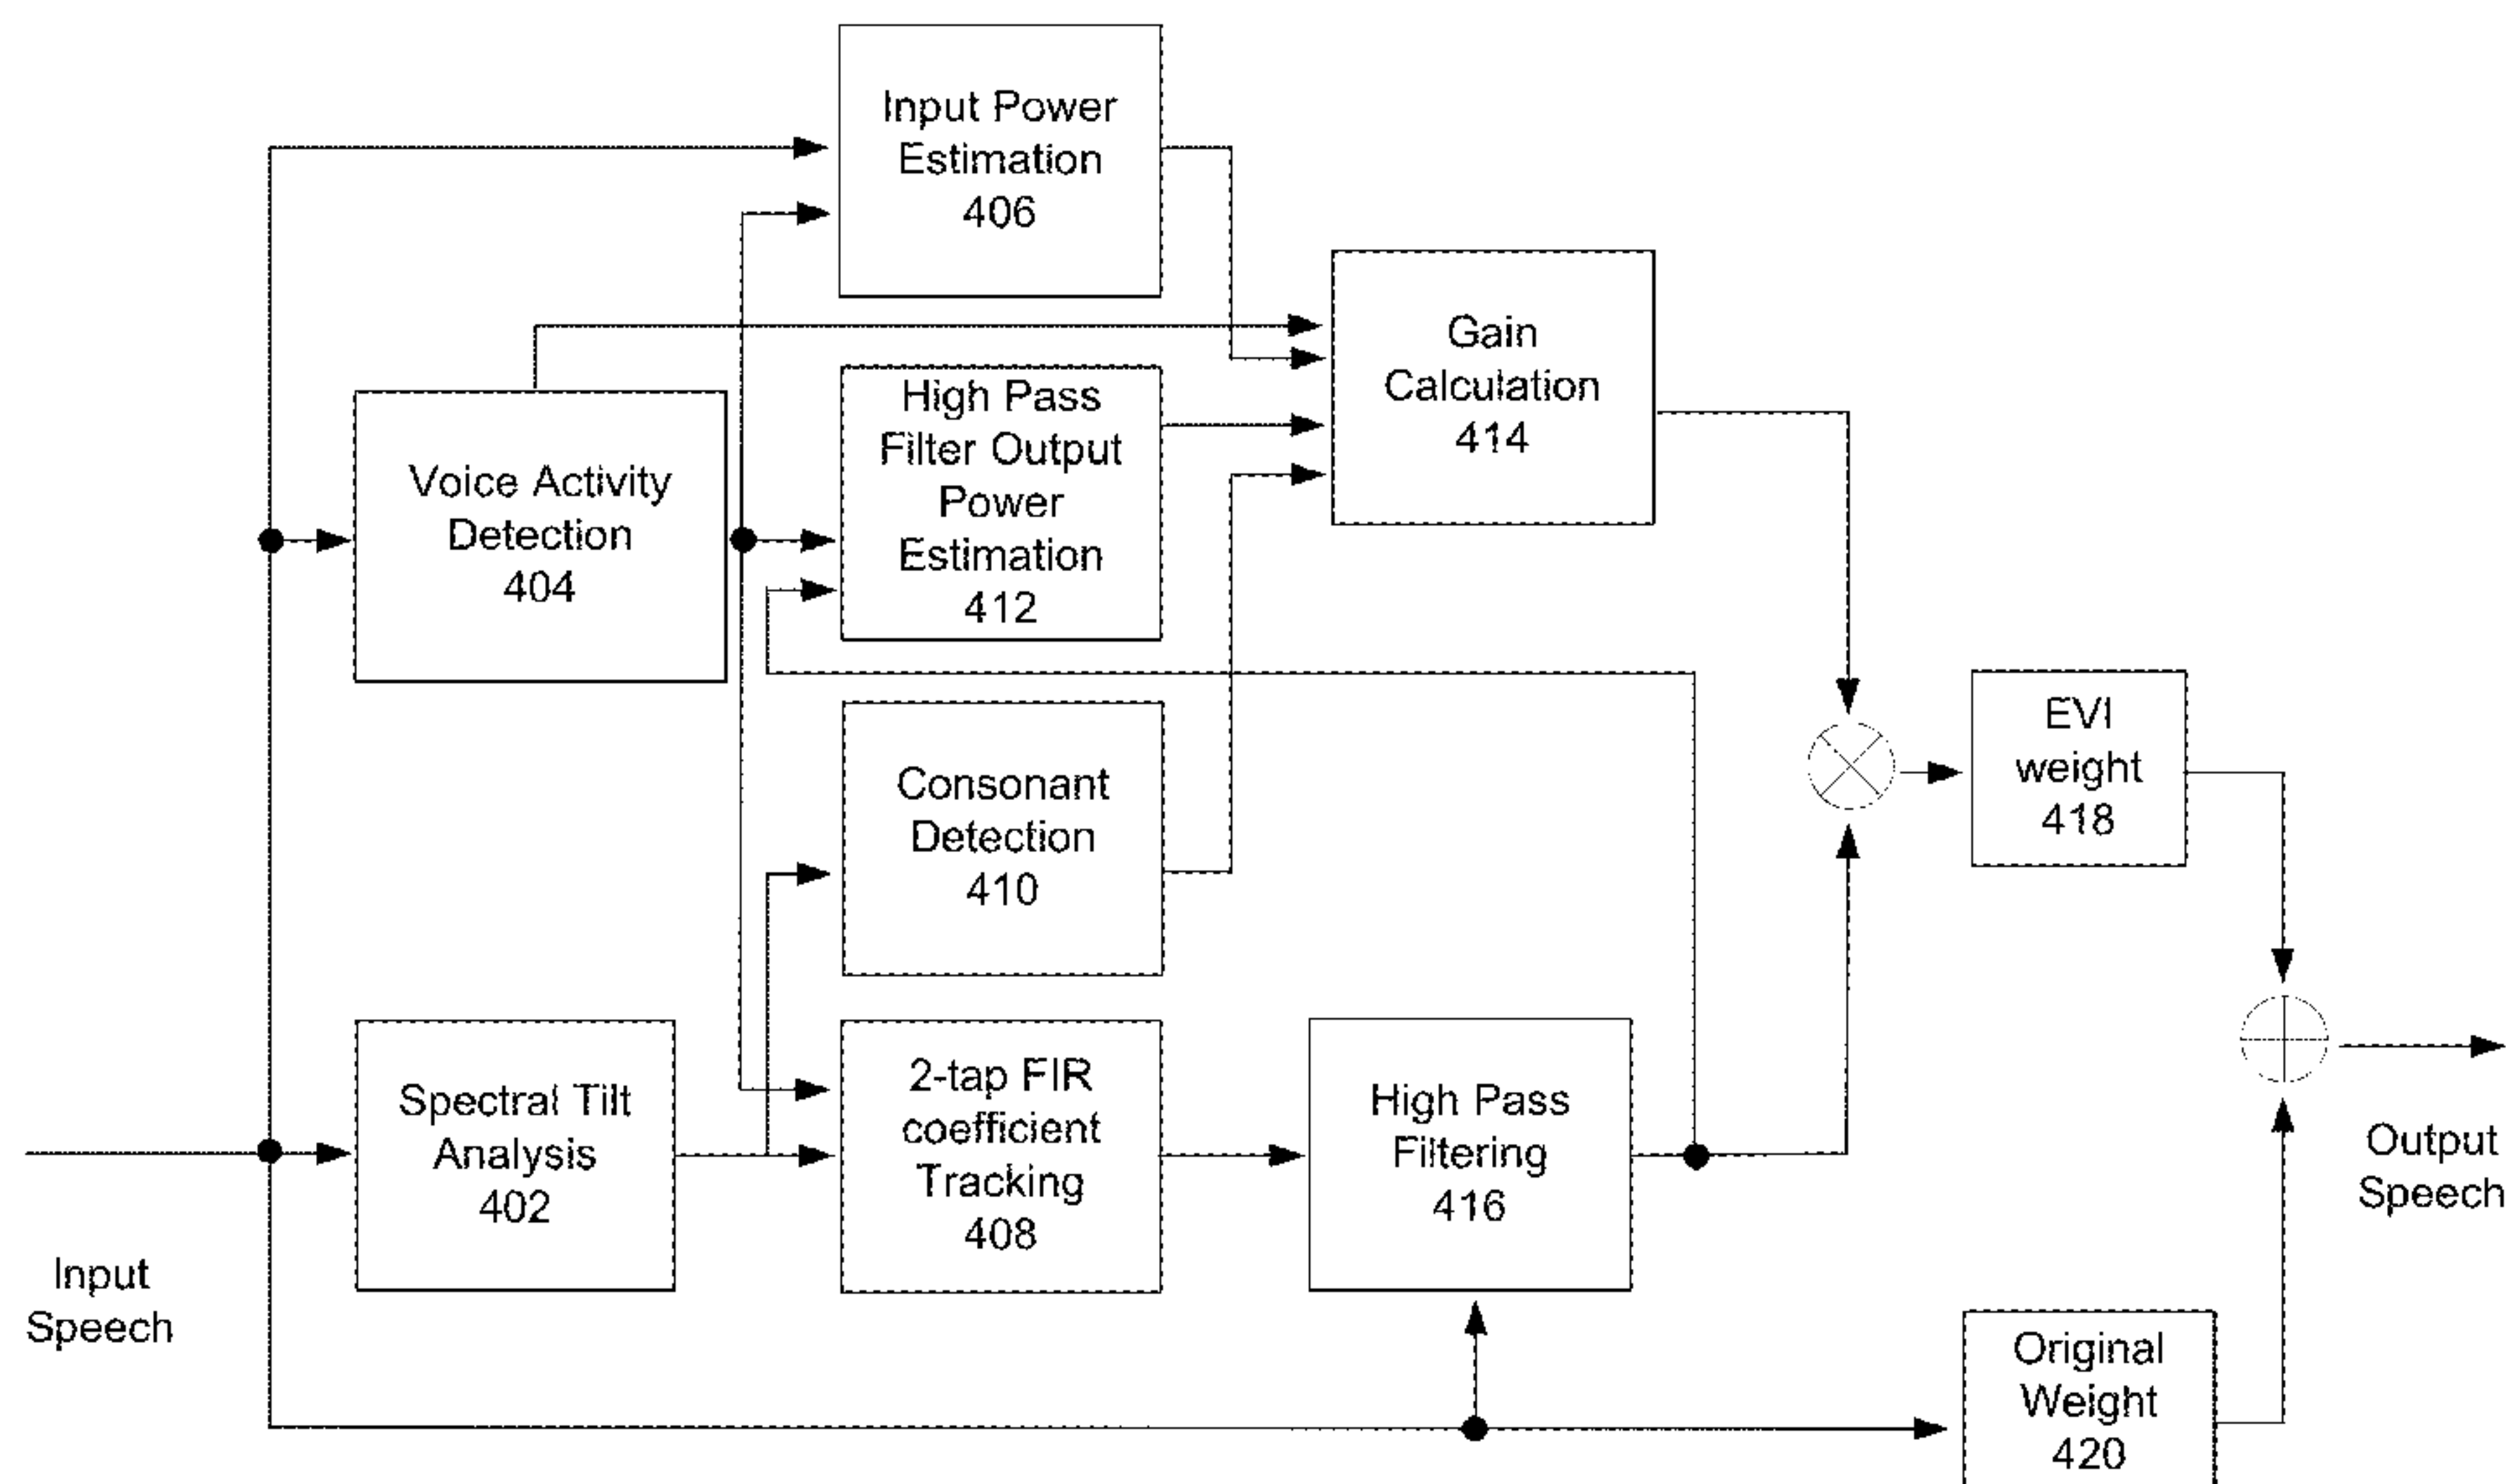 Input Power
Estimation
406
Gain
Calculation
414
High Pass
Filter Output
Power
Estimation
412
Voice Activity
Detection
404
EVI
weight
418
Consonant
Detection
410
Spectral Tilt
Analysis
402
2-tap FIR
coefficient
Tracking
408
High Pass
Filtering
416
Output
Speech
Input
Speech
Original
Weight
420